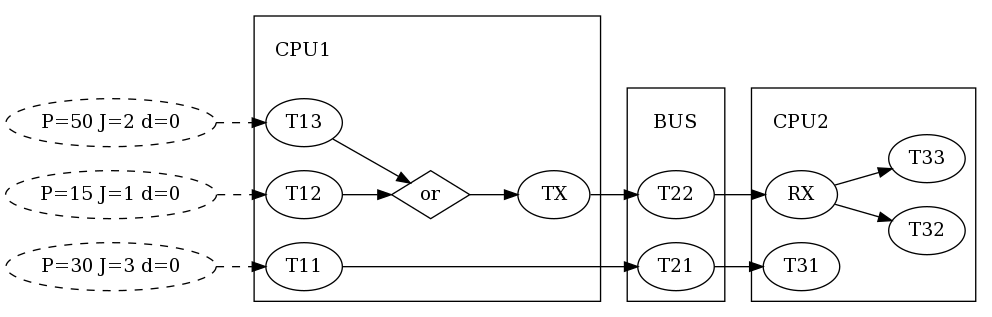 CPU1
P=50 J=2 d=0
T13
BUS
CPU2
T33
P=15 J=1 d=0
T12
or
TX
T22
RX
T32
P=30 J=3 d=0
T11
T21
T31